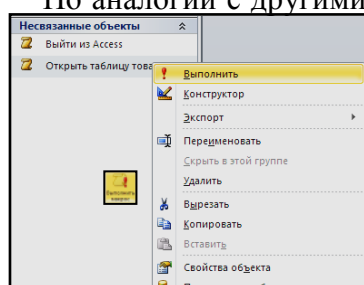 По аналогии с другими
Несвязанные объекты
Выйти из Access
Открыть таблицу това
Выполнить
Конструктор
Экспорт
Переименовать
Скрыть в этой группе
Удалить
Вырезать
Копировать
Вставить
Свойства объекта